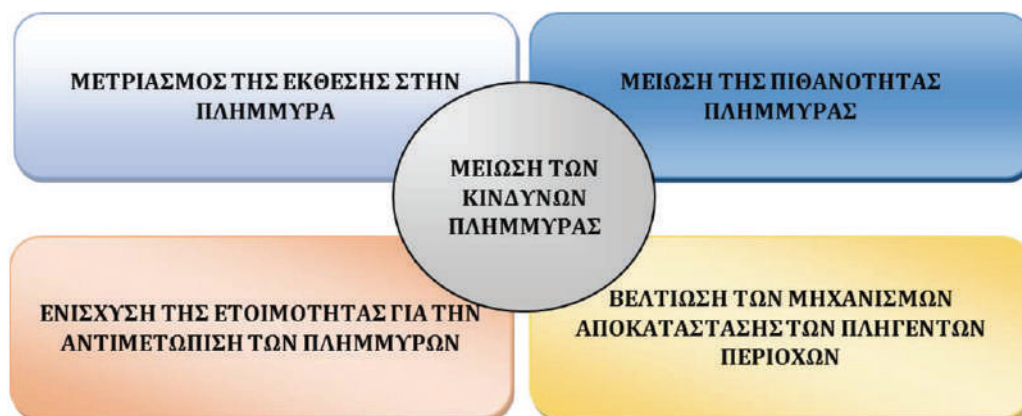 ΜΕΤΡΙΑΣΜΟΣ ΤΗΣ ΕΚΘΕΣΗΣ ΣΤΗΝ
ΠΛΗΜΜΥΡΑ
ΜΕΙΩΣΗ ΤΗΣ ΠΙΘΑΝΟΤΗΤΑΣ
ΠΛΗΜΜΥΡΑΣ
ΜΕΙΩΣΗ ΤΩΝ
ΚΙΝΔΥΝΩΝ
ΠΛΗΜΜΥΡΑΣ
ΕΝΙΣΧΥΣΗ ΤΗΣ ΕΤΟΙΜΟΤΗΤΑΣ ΓΙΑ ΤΗΝ
ΑΝΤΙΜΕΤΩΠΙΣΗ ΤΩΝ ΠΛΗΜΜΥΡΩΝ
ΒΕΛΤΙΩΣΗ ΤΩΝ ΜΗΧΑΝΙΣΜΩΝ
ΑΠΟΚΑΤΑΣΤΑΣΗΣ ΤΩΝ ΠΛΗΓΕΝΤΩΝ
ΠΕΡΙΟΧΩΝ